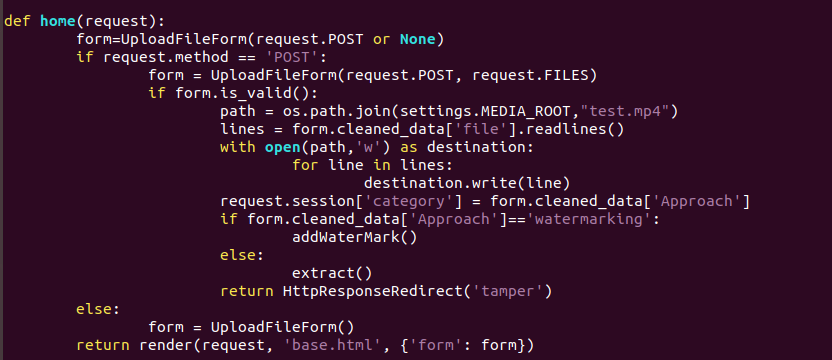 def home(request):
        form=UploadFileForm(request.POST or None)
        if request.method == 'POST':
                form = UploadFileForm(request.POST, request.FILES)
                if form.is_valid():
                        path = os.path.join(settings.MEDIA_ROOT,"test.mp4")
                        lines = form.cleaned_data['file'].readlines()
                        with open(path,'w') as destination:
                                for line in lines:
                                        destination.write(line)
                        request.session['category'] = form.cleaned_data['Approach']
                        if form.cleaned_data['Approach']=='watermarking':
                                addWaterMark()
                        else:
                                extract()
                        return HttpResponseRedirect('tamper')
        else:
                form = UploadFileForm()
        return render(request, 'base.html', {'form': form})